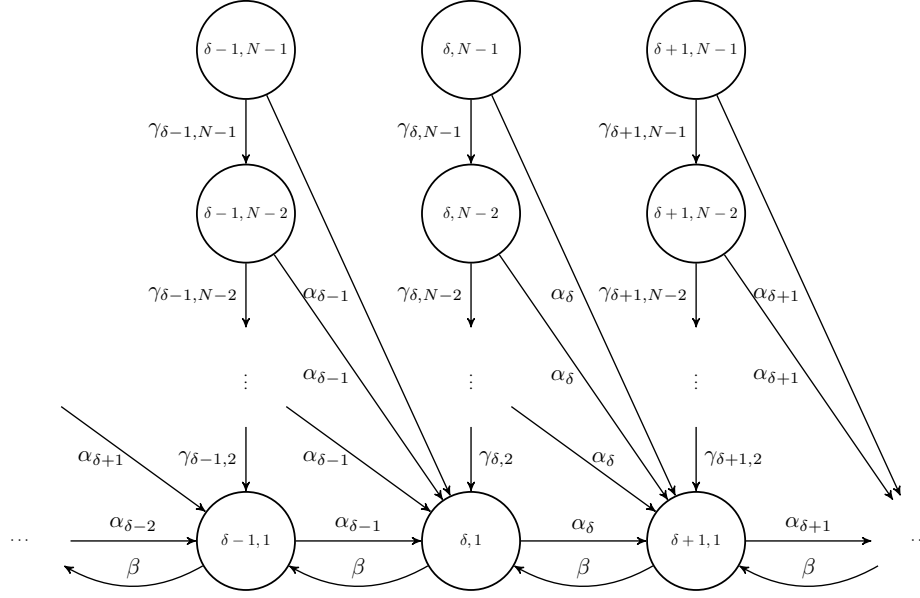 δ − 1, N − 1 δ, N − 1 δ + 1, N − 1
γδ−1,N−1 γδ,N−1 γδ+1,N−1
δ − 1, N − 2 δ, N − 2 δ + 1, N − 2
γδ−1,N−2 αδ−1 γδ,N−2 αδ γδ+1,N−2 αδ+1
⋮ αδ−1 ⋮ αδ ⋮ αδ+1
αδ+1 γδ−1,2 αδ−1 γδ,2 αδ γδ+1,2
αδ−2 αδ−1 αδ αδ+1
⋯ δ − 1, 1 δ, 1 δ + 1, 1 ⋯
β β β β